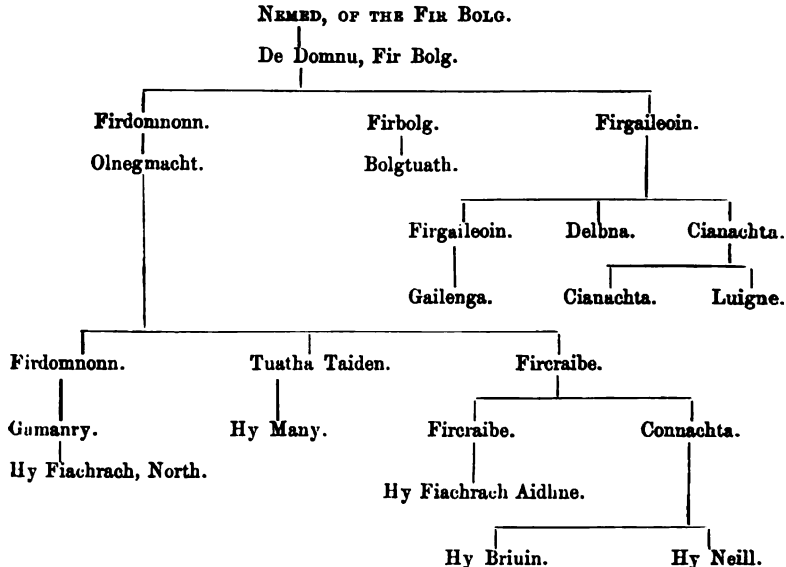 NEMED, OF THE FIR BOLG.
De Domnu, Fir Bolg.
Firdomnonn. Firbolg. Firgaileoin.
Olnegmacht. Bolgtuath.
Firgaileoin. Delbna. Cianachta.
Gailenga. Cianachta. Luigne.
Firdomnonn. Tuatha Taiden. Fircraibe.
Gamanry. Hy Many. Fircraibe. Connachta.
Hy Fiachrach, North.
Hy Fiachrach Aidhne.
Hy Briuin. Hy Neill.